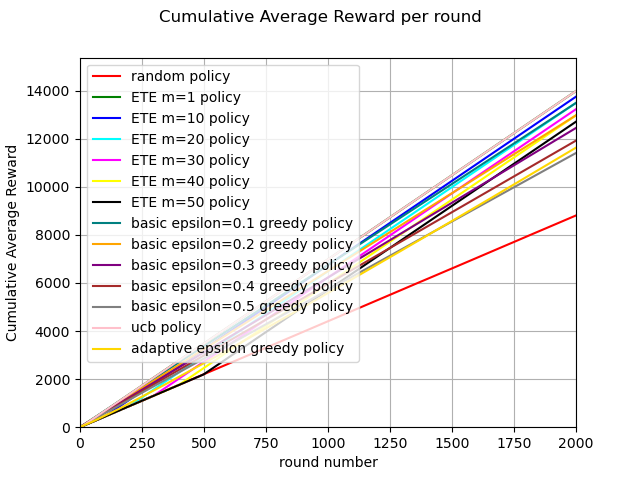 Cumulative Average Reward per round
Cumulative Average Reward
14000
12000
10000
8000
6000
4000
2000
0
random policy
ETE m=1 policy
ETE m=10 policy
ETE m=20 policy
ETE m=30 policy
ETE m=40 policy
ETE m=50 policy
basic epsilon=0.1 greedy policy
basic epsilon=0.2 greedy policy
basic epsilon=0.3 greedy policy
basic epsilon=0.4 greedy policy
basic epsilon=0.5 greedy policy
ucb policy
adaptive epsilon greedy policy
0 250 500 750 1000 1250 1500 1750 2000
round number